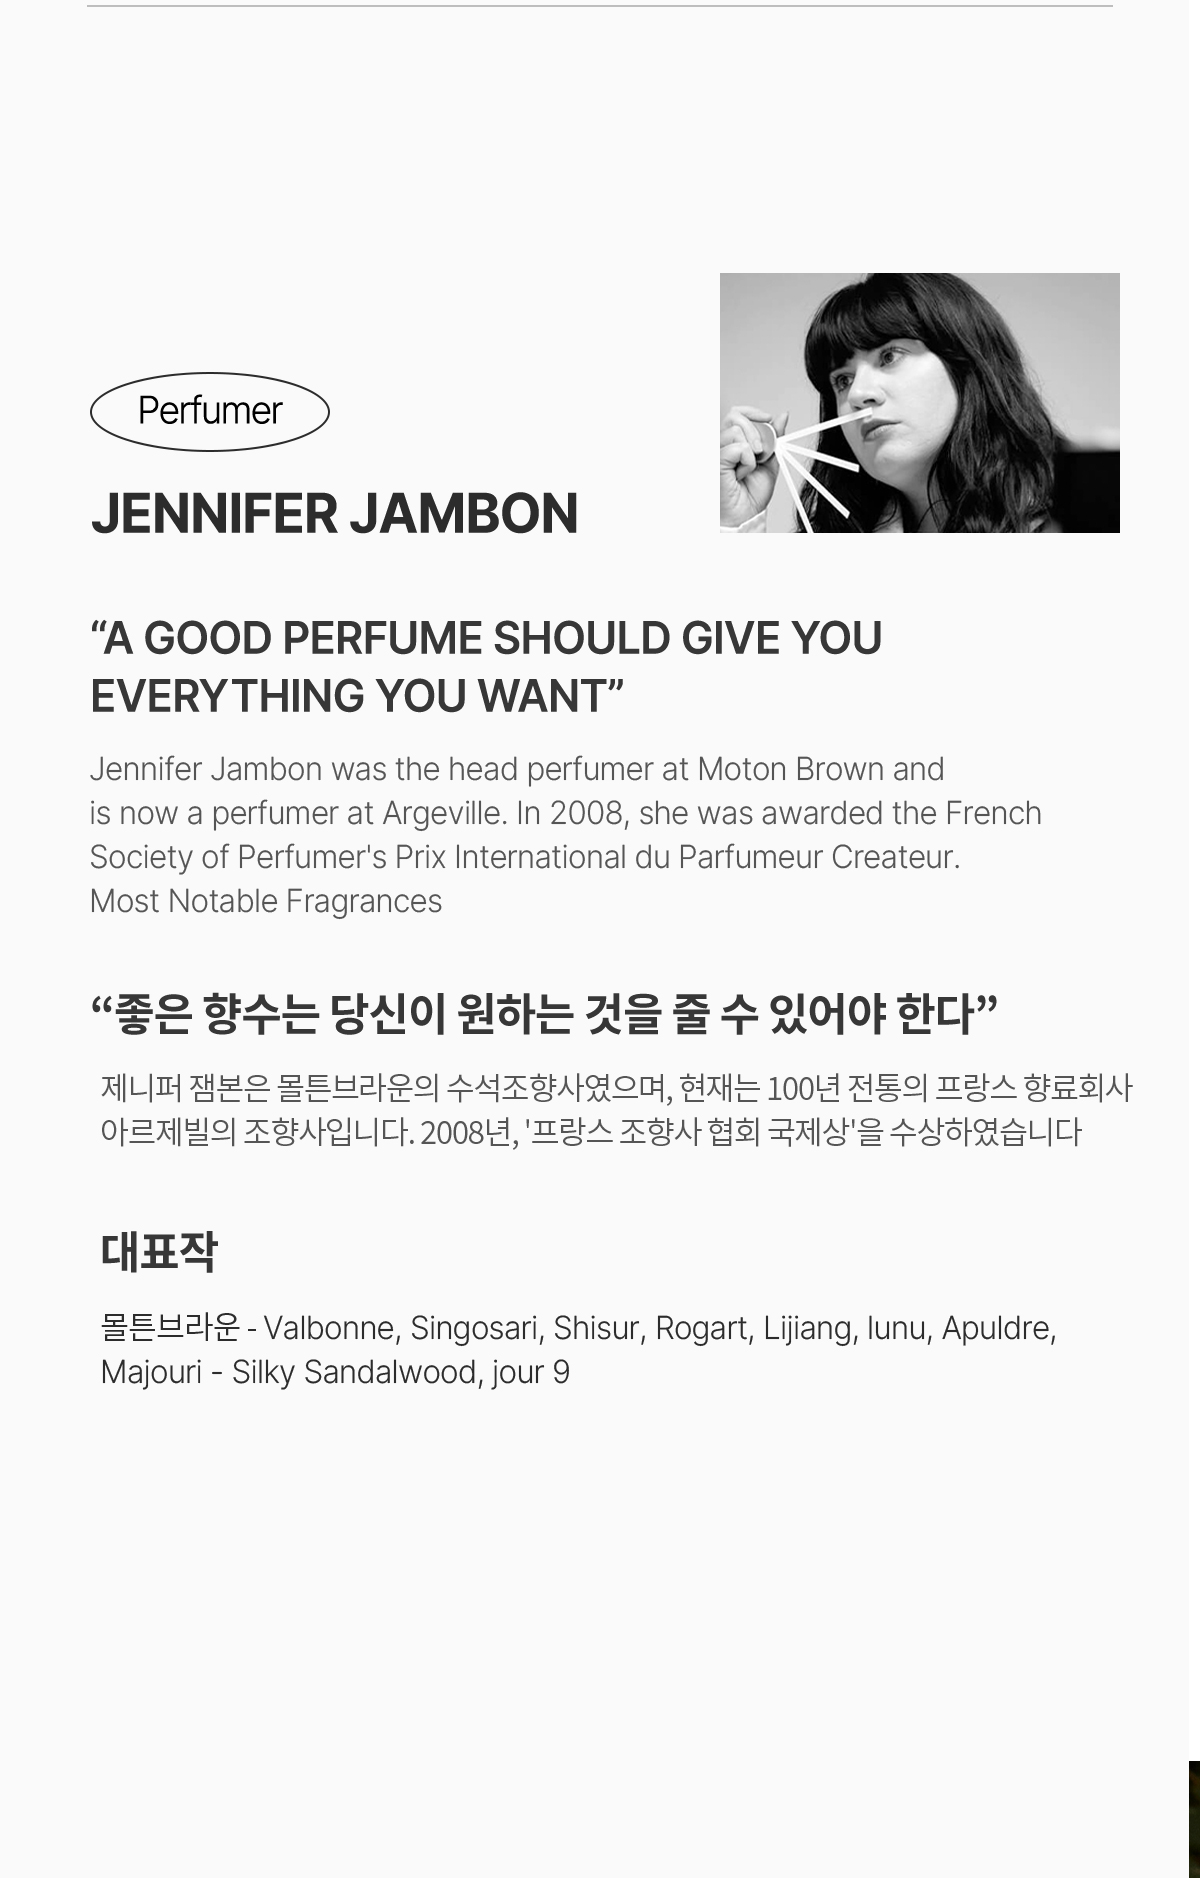 Perfumer
JENNIFER JAMBON
“A GOOD PERFUME SHOULD GIVE YOU
EVERYTHING YOU WANT”
Jennifer Jambon was the head perfumer at Moton Brown and
is now a perfumer at Argeville. In 2008, she was awarded the French
Society of Perfumer's Prix International du Parfumeur Createur.
Most Notable Fragrances
“좋은 향수는 당신이 원하는 것을 줄 수 있어야 한다”
제니퍼 잼본은 몰튼브라운의 수석조향사였으며, 현재는 100년 전통의 프랑스 향료회사
아르제빌의 조향사입니다. 2008년, '프랑스 조향사 협회 국제상'을 수상하였습니다
대표작
몰튼브라운 - Valbonne, Singosari, Shisur, Rogart, Lijiang, Iunu, Apuldre,
Majouri - Silky Sandalwood, jour 9